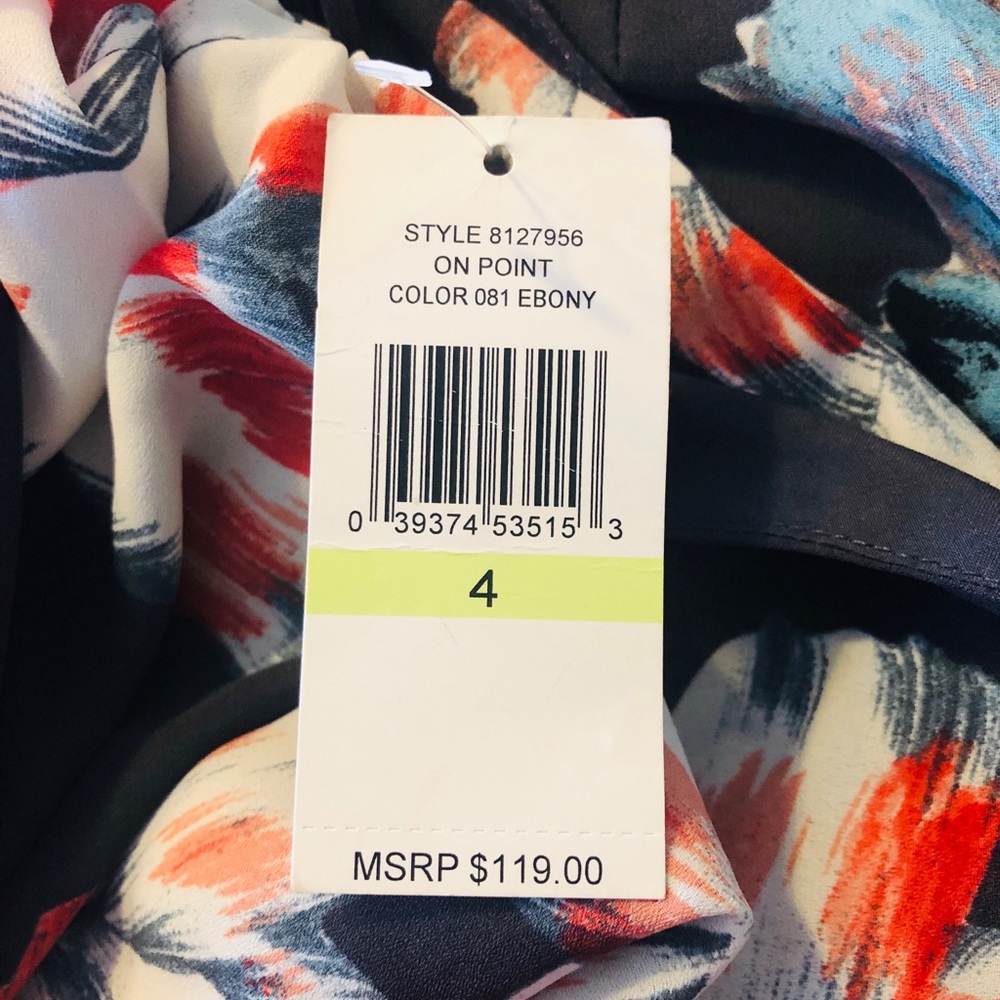 STYLE 8127956
ON POINT
COLOR 081 EBONY
0 39374 53515 3
4
MSRP $119.00